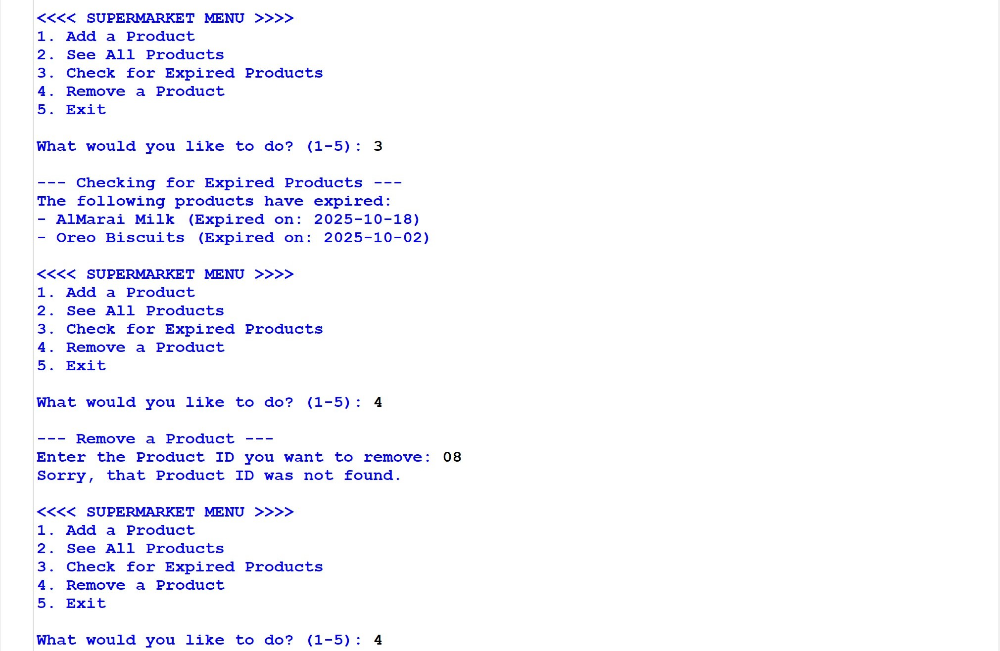 <<<< SUPERMARKET MENU >>>>
1. Add a Product
2. See All Products
3. Check for Expired Products
4. Remove a Product
5. Exit
What would you like to do? (1-5): 3
--- Checking for Expired Products ---
The following products have expired:
- AlMarai Milk (Expired on: 2025-10-18)
- Oreo Biscuits (Expired on: 2025-10-02)
<<<< SUPERMARKET MENU >>>>
1. Add a Product
2. See All Products
3. Check for Expired Products
4. Remove a Product
5. Exit
What would you like to do? (1-5): 4
--- Remove a Product ---
Enter the Product ID you want to remove: 08
Sorry, that Product ID was not found.
<<<< SUPERMARKET MENU >>>>
1. Add a Product
2. See All Products
3. Check for Expired Products
4. Remove a Product
5. Exit
What would you like to do? (1-5): 4